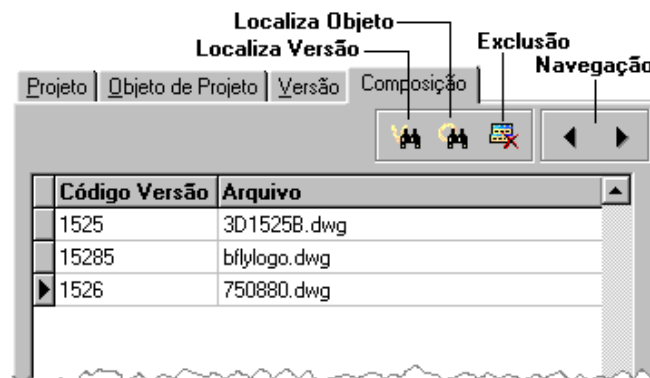 Localiza Objeto
Localiza Versão
Exclusão
Navegação
Projeto Objeto de Projeto Versão Composição
Código Versão Arquivo
1525 3D1525B.dwg
15285 bflylogo.dwg
1526 750880.dwg